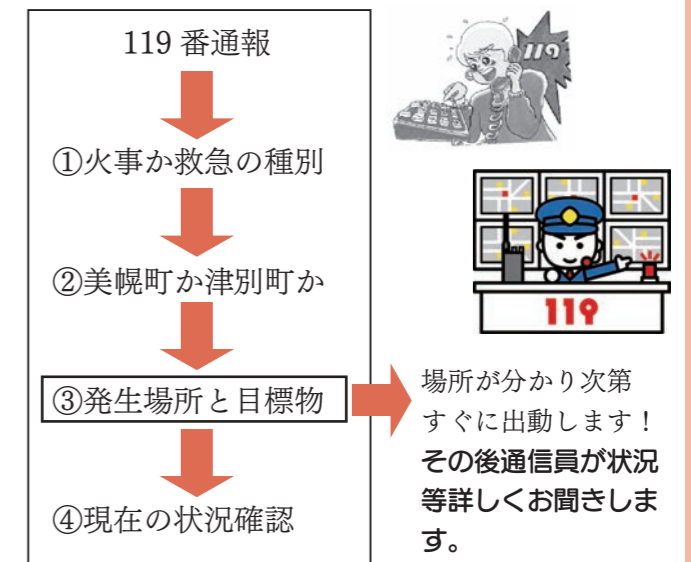 119 番通報
119
①火事か救急の種別
②美幌町か津別町か
119
③発生場所と目標物
場所が分かり次第
すぐに出動します!
その後通信員が状況
等詳しくお聞きしま
す。
④現在の状況確認